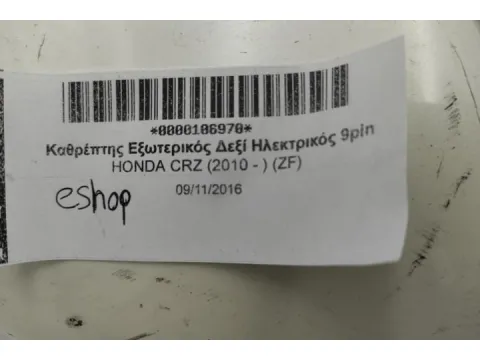 *0000106970*
Καθρέπτης Εξωτερικός Δεξί Ηλεκτρικός 9pin
HONDA CRZ (2010 - ) (ZF)
09/11/2016
eshop